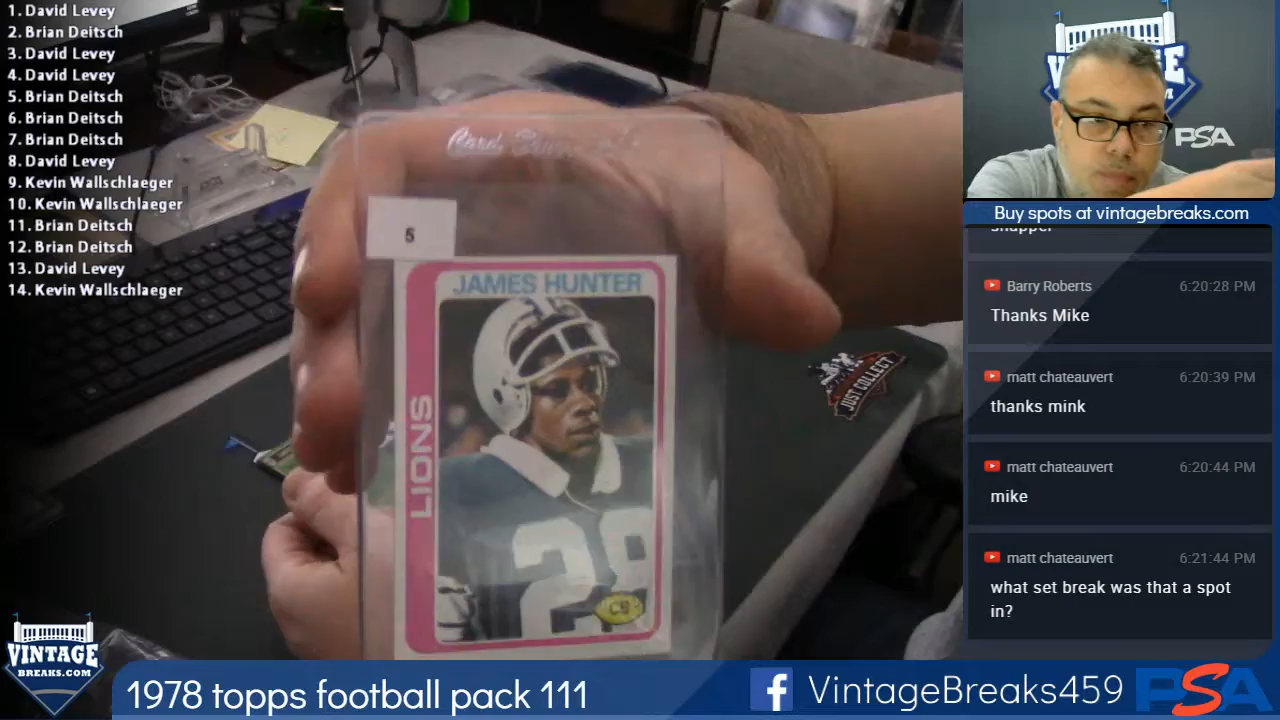 1. David Levey
2. Brian Deitsch
3. David Levey
4. David Levey
5. Brian Deitsch
6. Brian Deitsch
7. Brian Deitsch
8. David Levey
9. Kevin Wallschlaeger
10. Kevin Wallschlaeger
11. Brian Deitsch
12. Brian Deitsch
13. David Levey
14. Kevin Wallschlaeger
5
JAMES HUNTER
LIONS
28
CB
JUST COLLECT
PSA
Buy spots at vintagebreaks.com
snapper
Barry Roberts 6:20:28 PM
Thanks Mike
matt chateauvert 6:20:39 PM
thanks mink
matt chateauvert 6:20:44 PM
mike
matt chateauvert 6:21:44 PM
what set break was that a spot
in?
VINTAGE
BREAKS.COM
1978 topps football pack 111
f VintageBreaks459
PSA